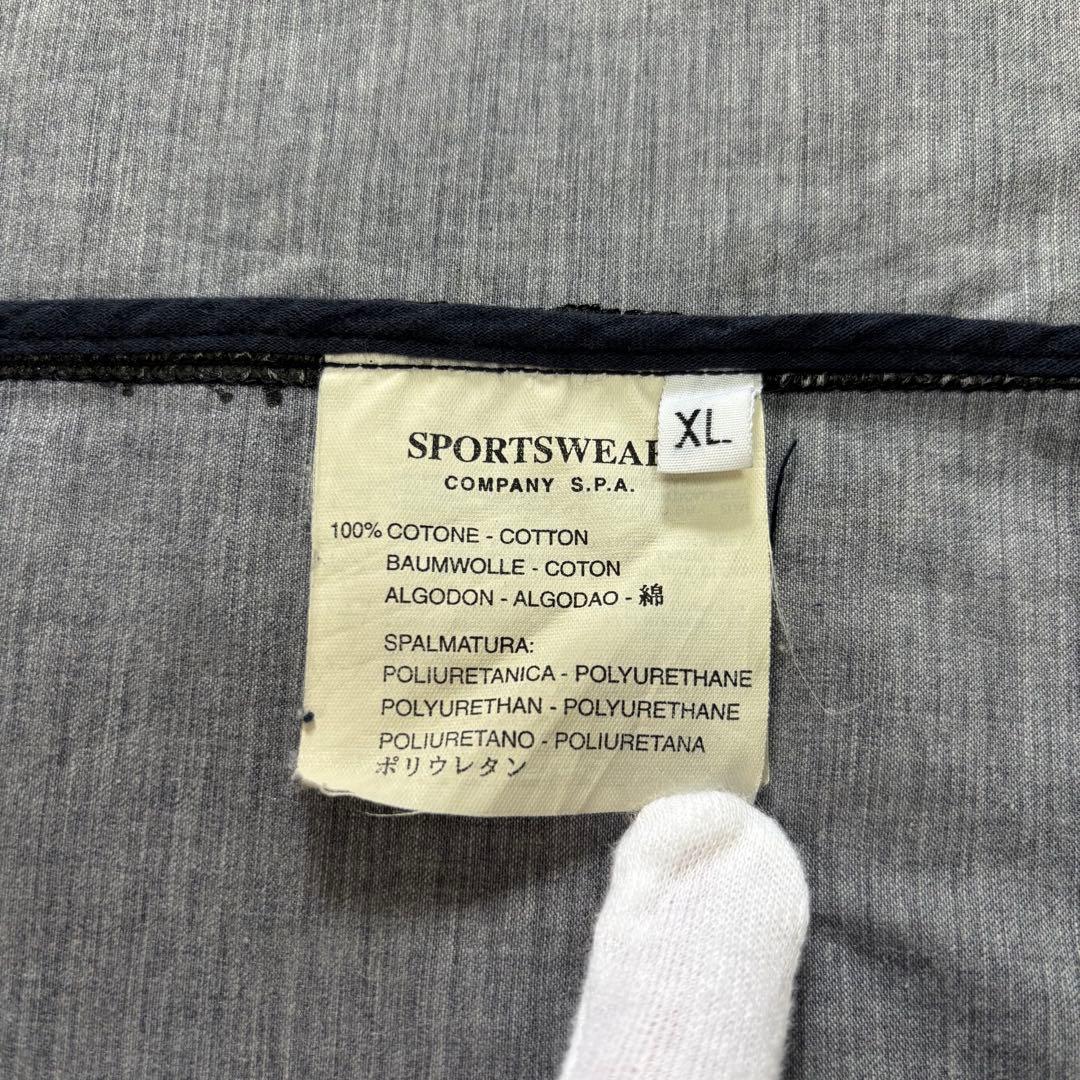 SPORTSWEAR
XL
COMPANY S.P.A.
100% COTONE - COTTON
BAUMWOLLE - COTON
ALGODON - ALGODAO - 綿
SPALMATURA:
POLIURETANICA - POLYURETHANE
POLYURETHAN - POLYURETHANE
POLIURETANO - POLIURETANA
ポリウレタン